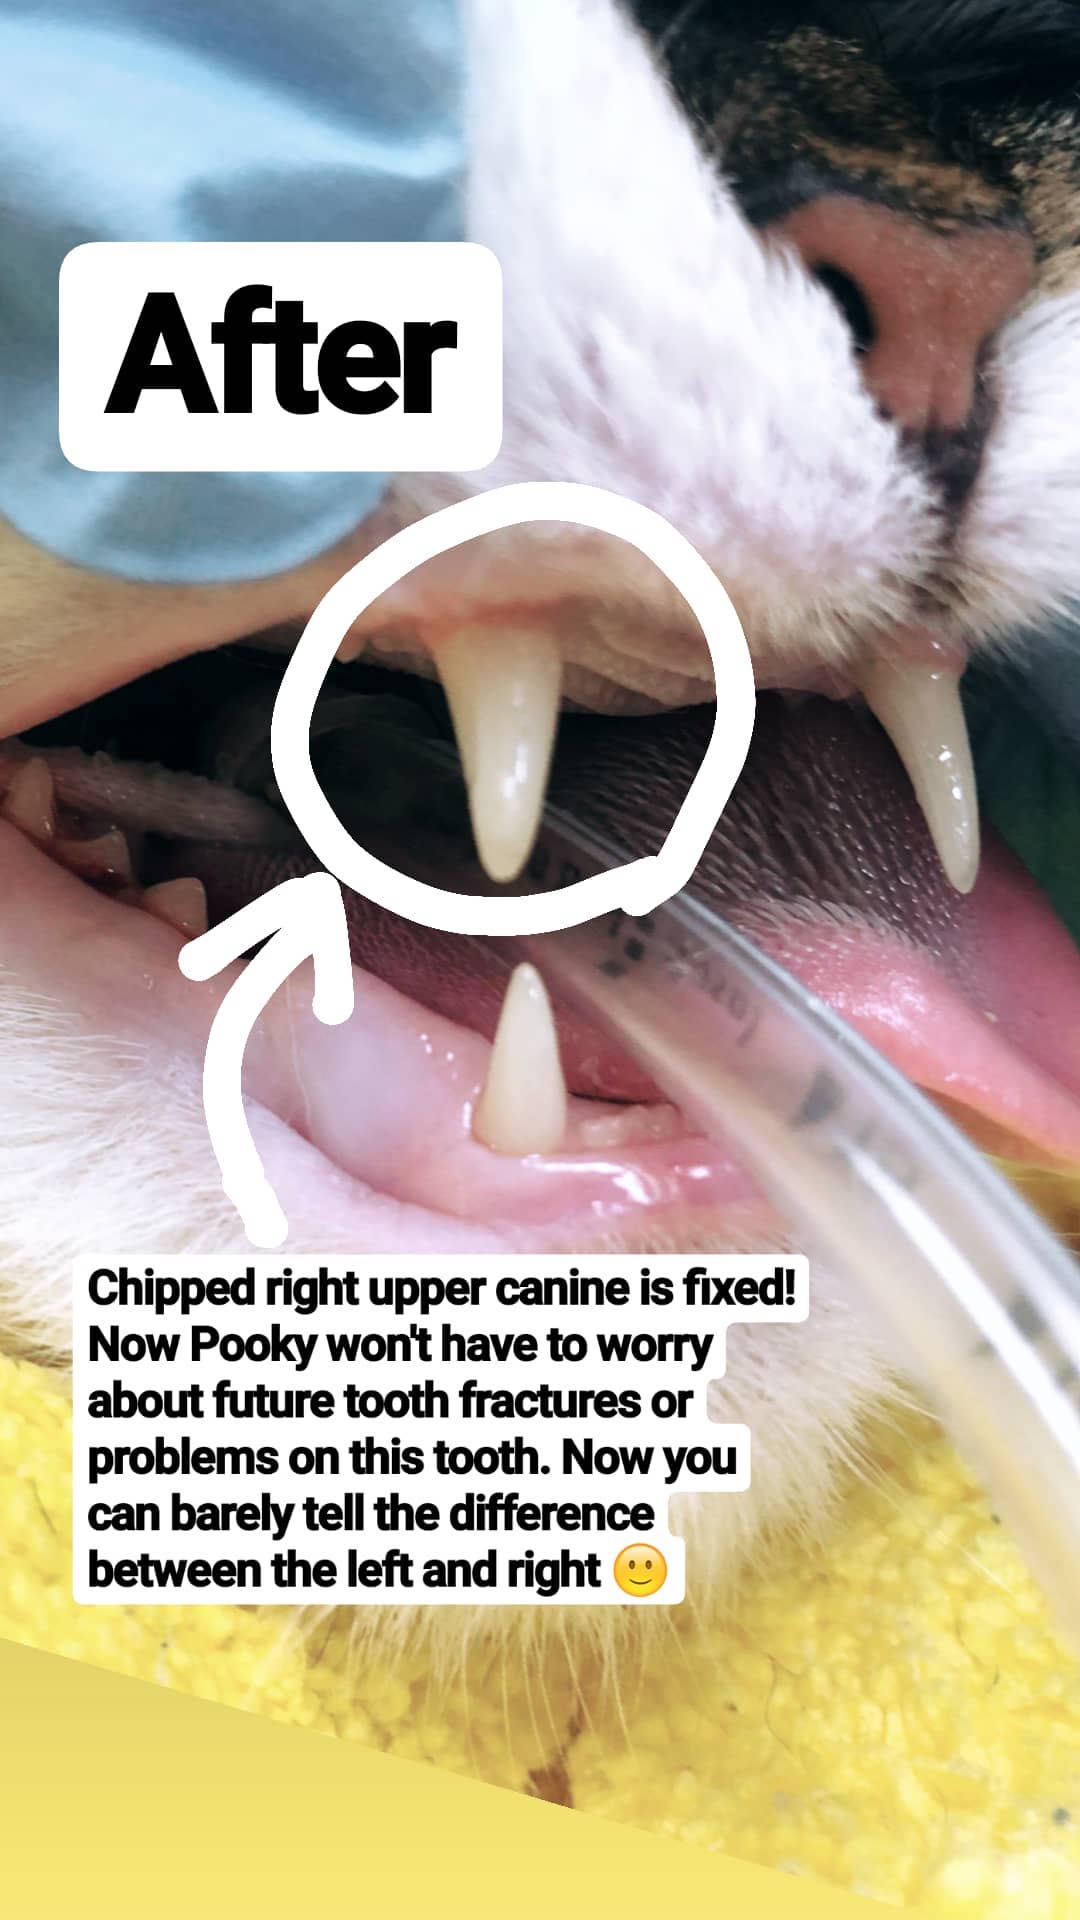 After
Chipped right upper canine is fixed!
Now Pooky won't have to worry
about future tooth fractures or
problems on this tooth. Now you
can barely tell the difference
between the left and right 🙂